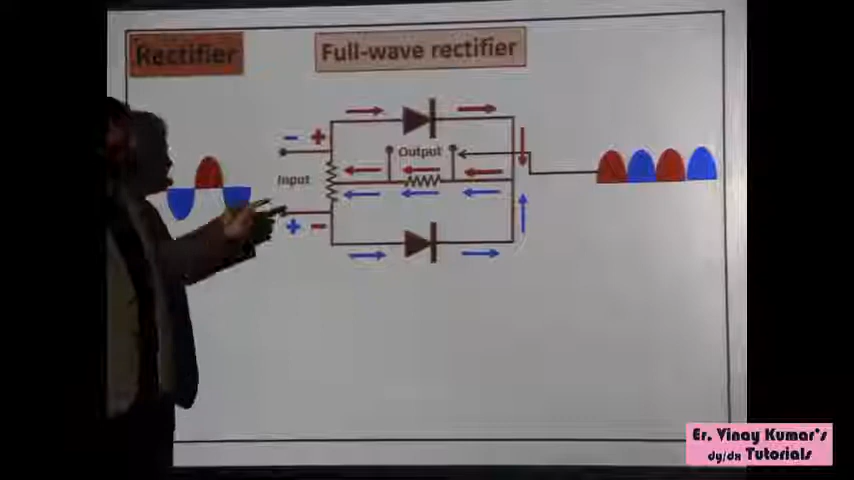 Rectifier
Full-wave rectifier
- +
Output
Input
+ -
Er. Vinay Kumar's
dy/dx Tutorials